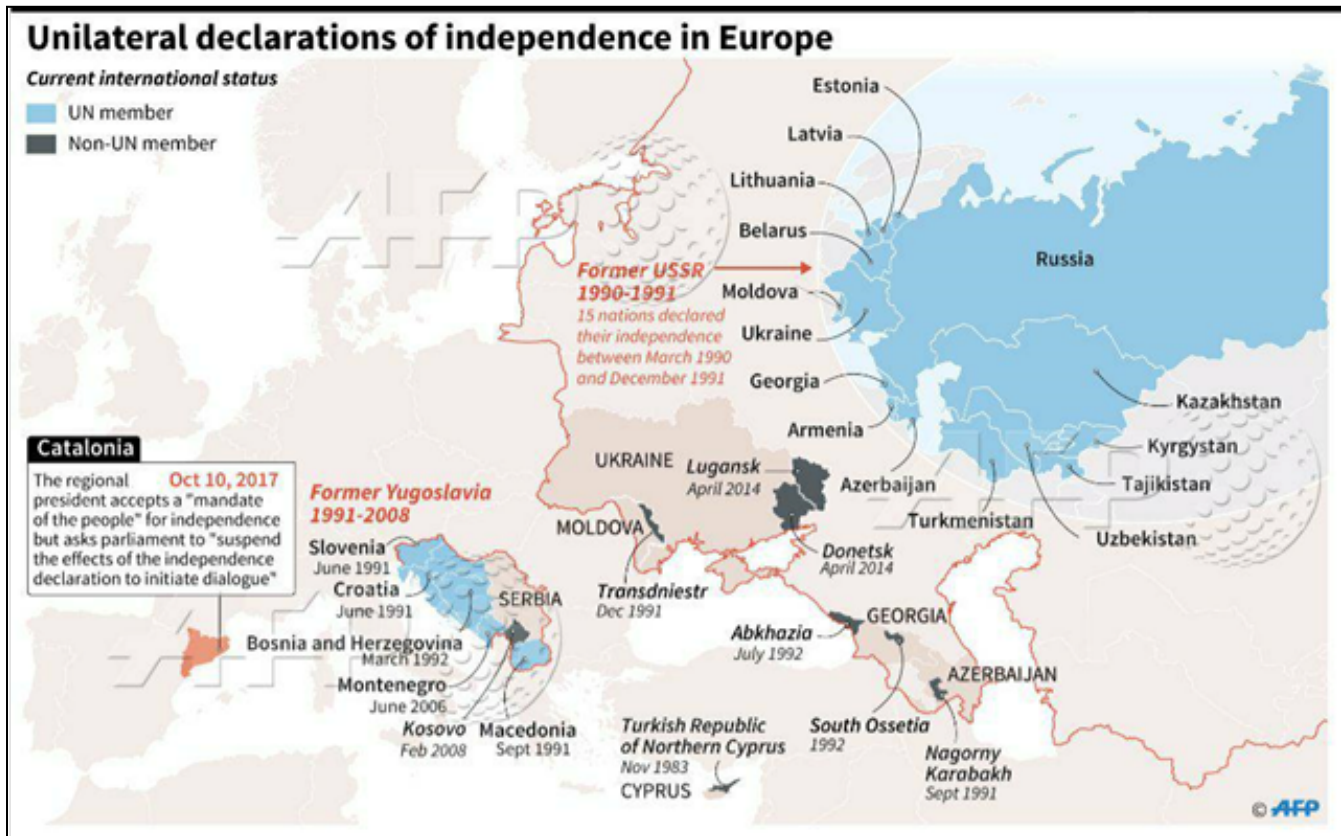 Unilateral declarations of independence in Europe
Current international status
UN member
Non-UN member
Estonia
Latvia
Lithuania
Belarus
Russia
Former USSR
1990-1991
15 nations declared
their independence
between March 1990
and December 1991
Moldova
Ukraine
Georgia
Armenia
Azerbaijan
Kazakhstan
Kyrgystan
Tajikistan
Turkmenistan
Uzbekistan
Catalonia
Oct 10, 2017
The regional
president accepts a "mandate
of the people" for independence
but asks parliament to "suspend
the effects of the independence
declaration to initiate dialogue"
Former Yugoslavia
1991-2008
Slovenia
June 1991
Croatia
June 1991
SERBIA
Bosnia and Herzegovina
March 1992
Montenegro
June 2006
Kosovo
Feb 2008
Macedonia
Sept 1991
UKRAINE
Lugansk
April 2014
MOLDOVA
Donetsk
April 2014
Transdniestr
Dec 1991
GEORGIA
Abkhazia
July 1992
AZERBAIJAN
Turkish Republic
of Northern Cyprus
Nov 1983
CYPRUS
South Ossetia
1992
Nagorny
Karabakh
Sept 1991
© AFP
AFP
AFP
AFP
AFP